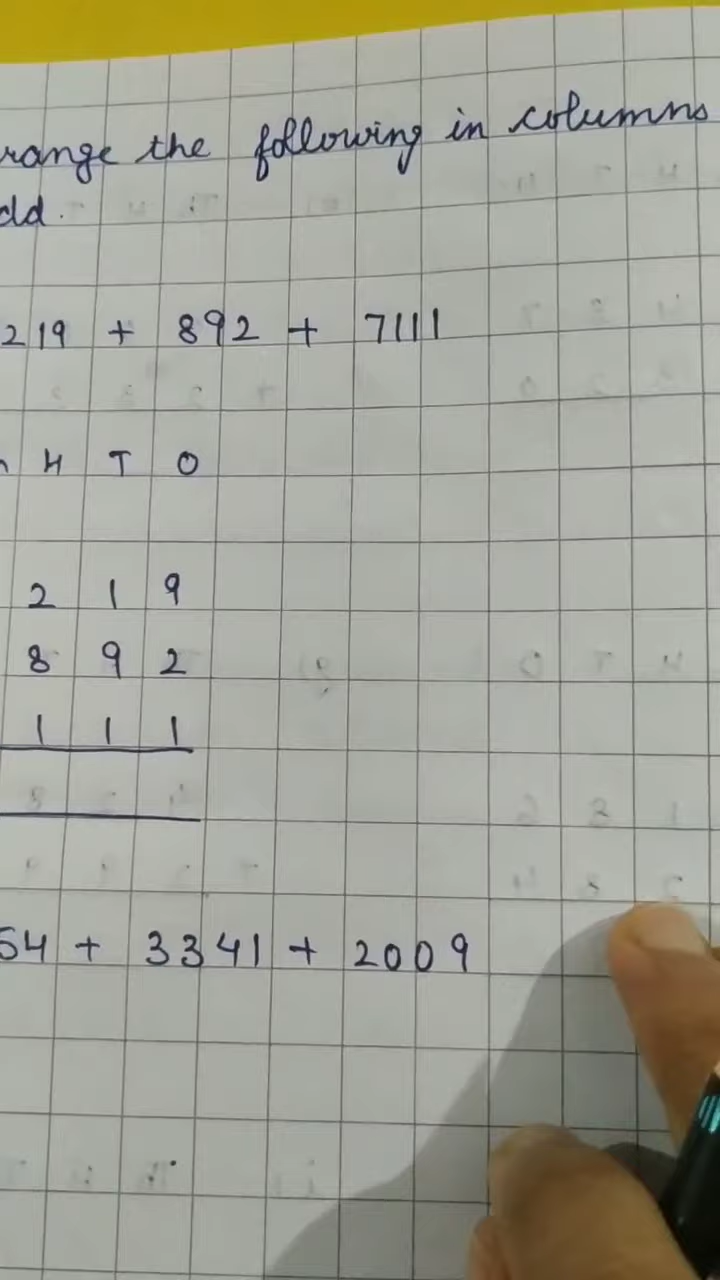 range the following in columns
dd.
219 + 892 + 7111
H T O
2 1 9
8 9 2
1 1 1
54 + 3341 + 2009